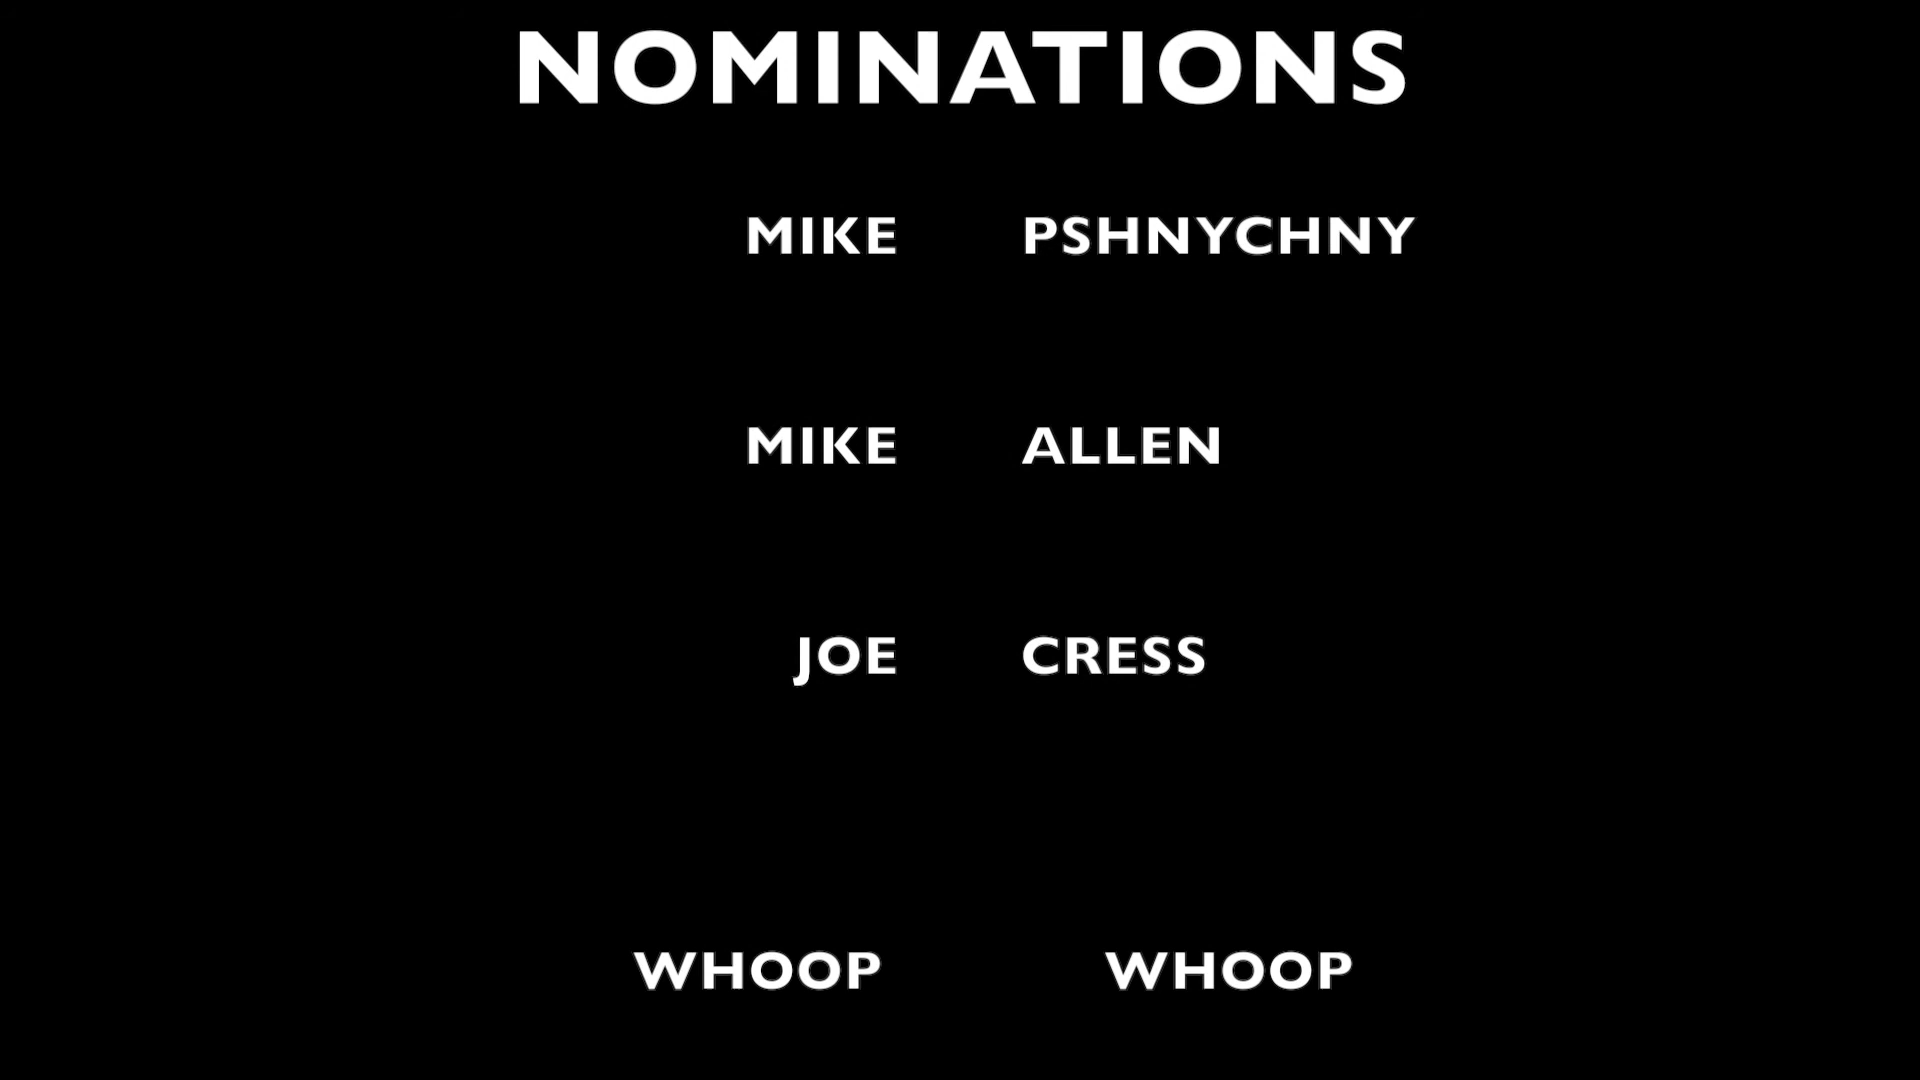 NOMINATIONS
MIKE PSHNYCHNY
MIKE ALLEN
JOE CRESS
WHOOP WHOOP